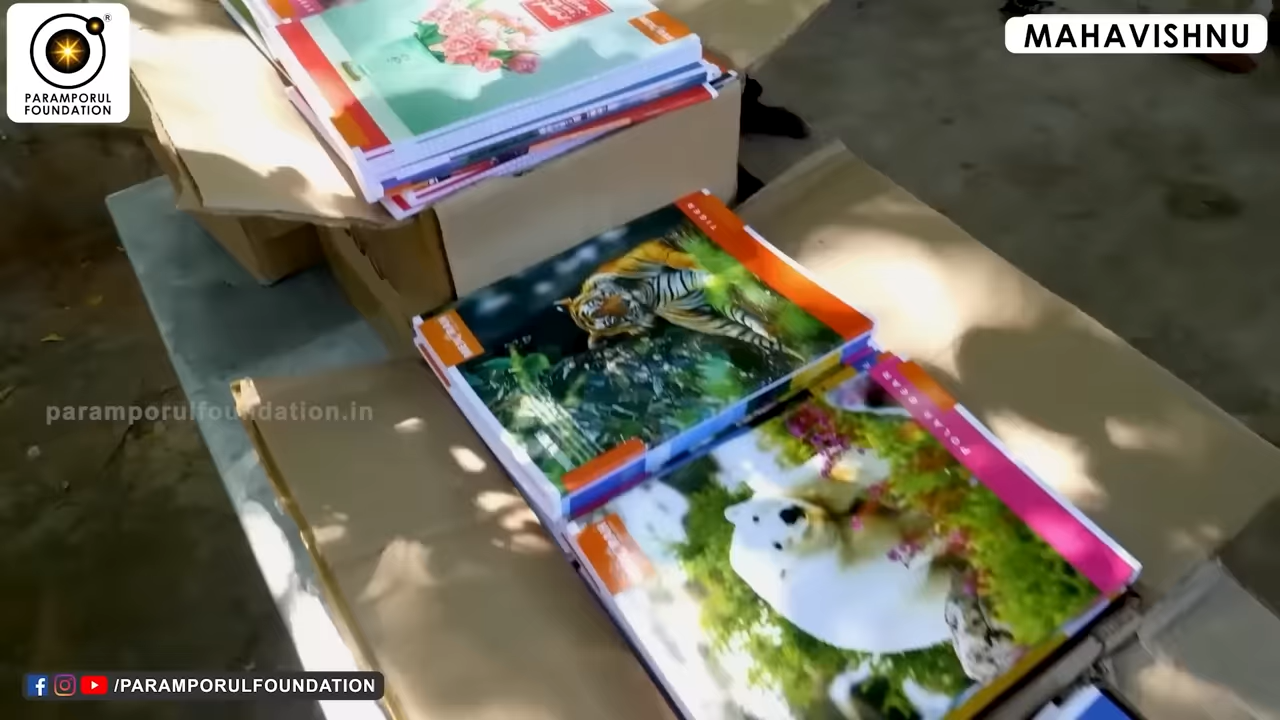 PARAMPORUL
FOUNDATION
®
MAHAVISHNU
TIGER
POLAR BEAR
paramporulfoundation.in
/PARAMPORULFOUNDATION